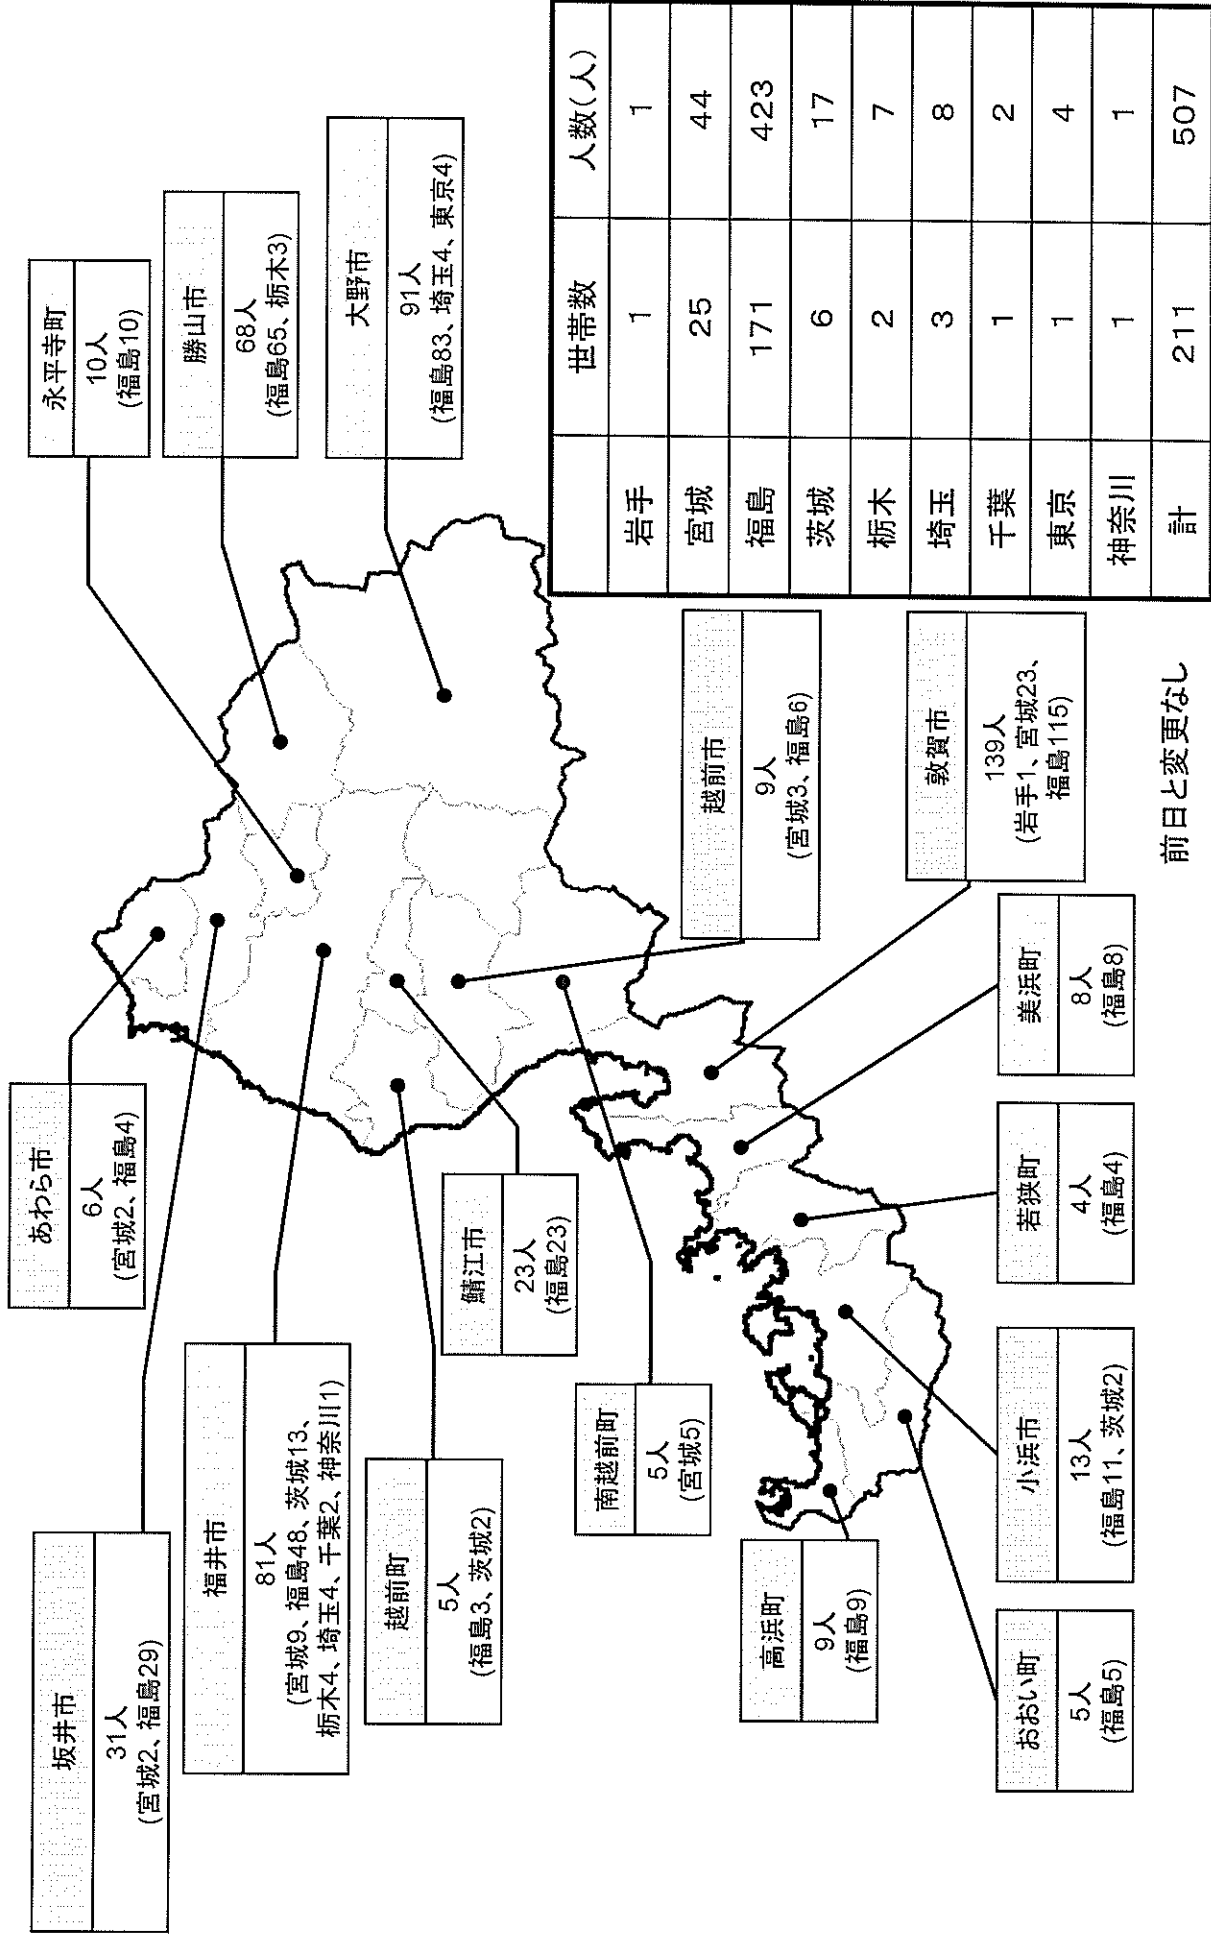 坂井市
31人
(宮城2、福島29)
あわら市
6人
(宮城2、福島4)
永平寺町
10人
(福島10)
勝山市
68人
(福島65、栃木3)
大野市
91人
(福島83、埼玉4、東京4)
福井市
81人
(宮城9、福島48、茨城13、
栃木4、埼玉4、千葉2、神奈川1)
越前町
5人
(福島3、茨城2)
鯖江市
23人
(福島23)
南越前町
5人
(宮城5)
越前市
9人
(宮城3、福島6)
敦賀市
139人
(岩手1、宮城23、
福島115)
高浜町
9人
(福島9)
おおい町
5人
(福島5)
小浜市
13人
(福島11、茨城2)
若狭町
4人
(福島4)
美浜町
8人
(福島8)
世帯数 人数(人)
岩手 1 1
宮城 25 44
福島 171 423
茨城 6 17
栃木 2 7
埼玉 3 8
千葉 1 2
東京 1 4
神奈川 1 1
計 211 507
前日と変更なし